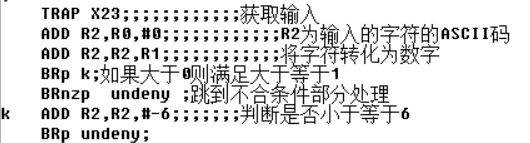 TRAP X23;;;;;;;;;;;;;获取输入
ADD R2,R0,#0;;;;;;;;;;;;;R2为输入的字符的ASCII码
ADD R2,R2,R1;;;;;;;;;;;;;将字符转化为数字
BRp k;如果大于0则满足大于等于1
BRnzp undeny ;跳到不合条件部分处理
k ADD R2,R2,#-6;;;;;;;判断是否小于等于6
BRp undeny;